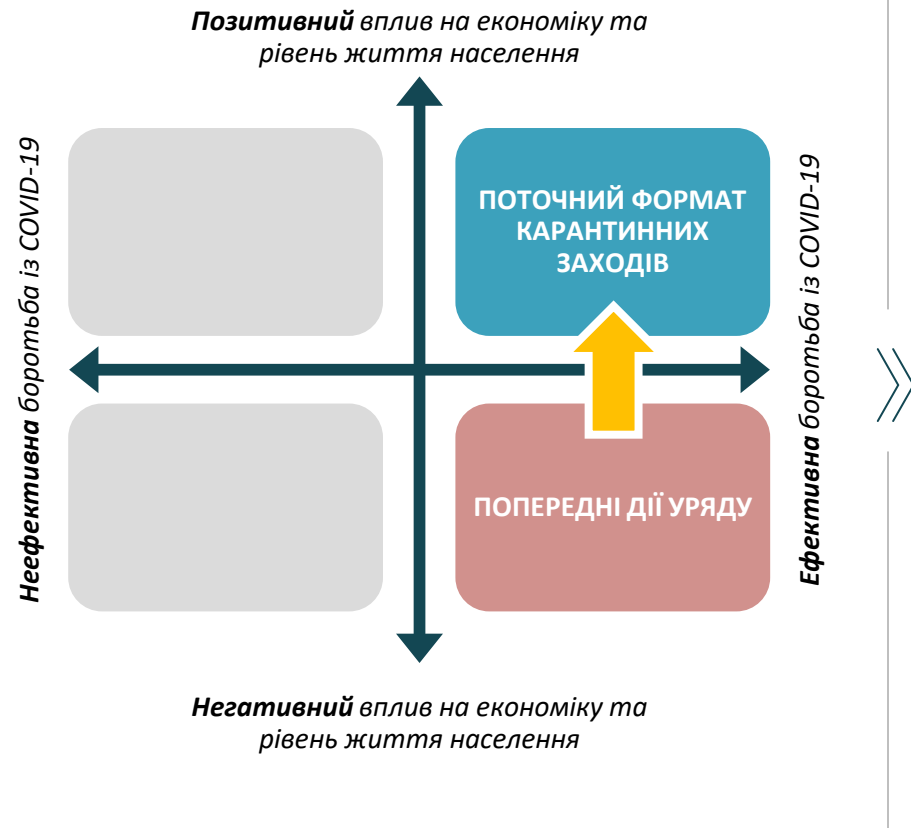 Позитивний вплив на економіку та
рівень життя населення
Неефективна боротьба із COVID-19
ПОТОЧНИЙ ФОРМАТ
КАРАНТИННИХ
ЗАХОДІВ
Ефективна боротьба із COVID-19
ПОПЕРЕДНІ ДІЇ УРЯДУ
Негативний вплив на економіку та
рівень життя населення